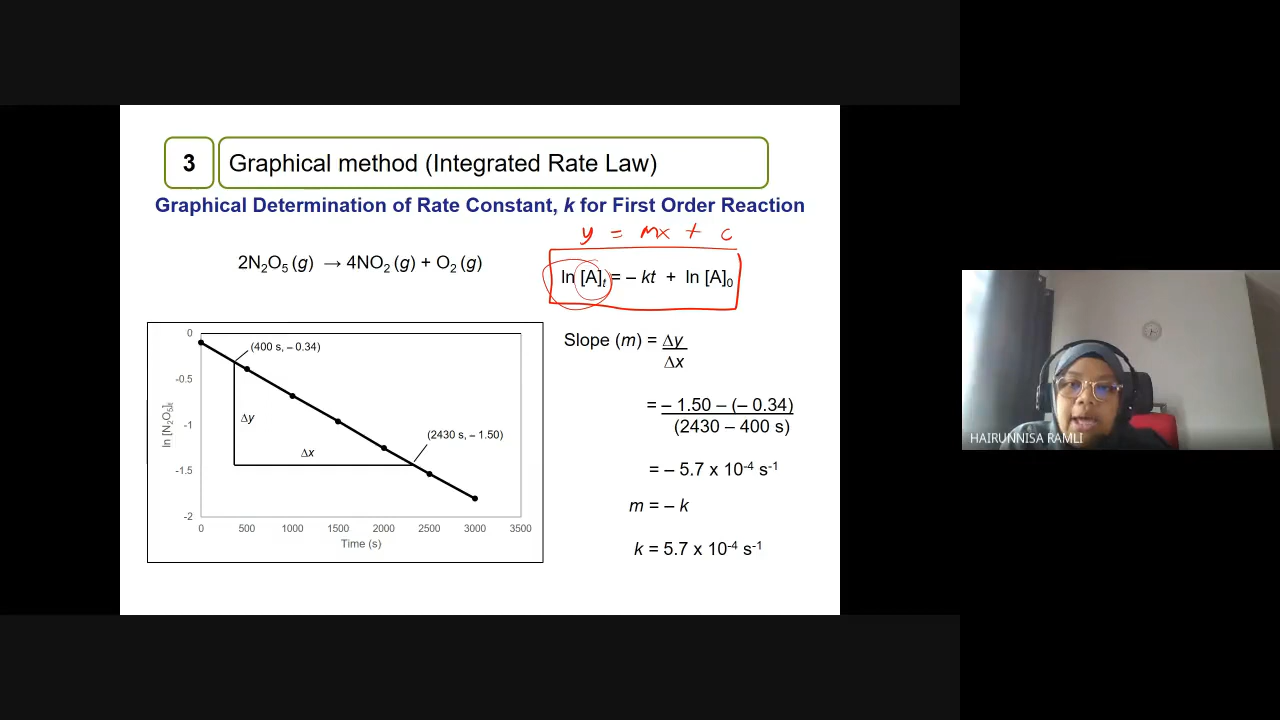 3
Graphical method (Integrated Rate Law)
Graphical Determination of Rate Constant, k for First Order Reaction
y = mx + c
2N₂O₅ (g) → 4NO₂ (g) + O₂ (g)
ln [A]ₜ = – kt + ln [A]₀
Slope (m) = Δy
Δx
= – 1.50 – (– 0.34)
(2430 – 400 s)
= – 5.7 x 10⁻⁴ s⁻¹
m = – k
k = 5.7 x 10⁻⁴ s⁻¹
0
-0.5
-1
-1.5
-2
ln [N₂O₅]ₜ
(400 s, – 0.34)
Δy
Δx
(2430 s, – 1.50)
0 500 1000 1500 2000 2500 3000 3500
Time (s)
HAIRUNNISA RAMLI